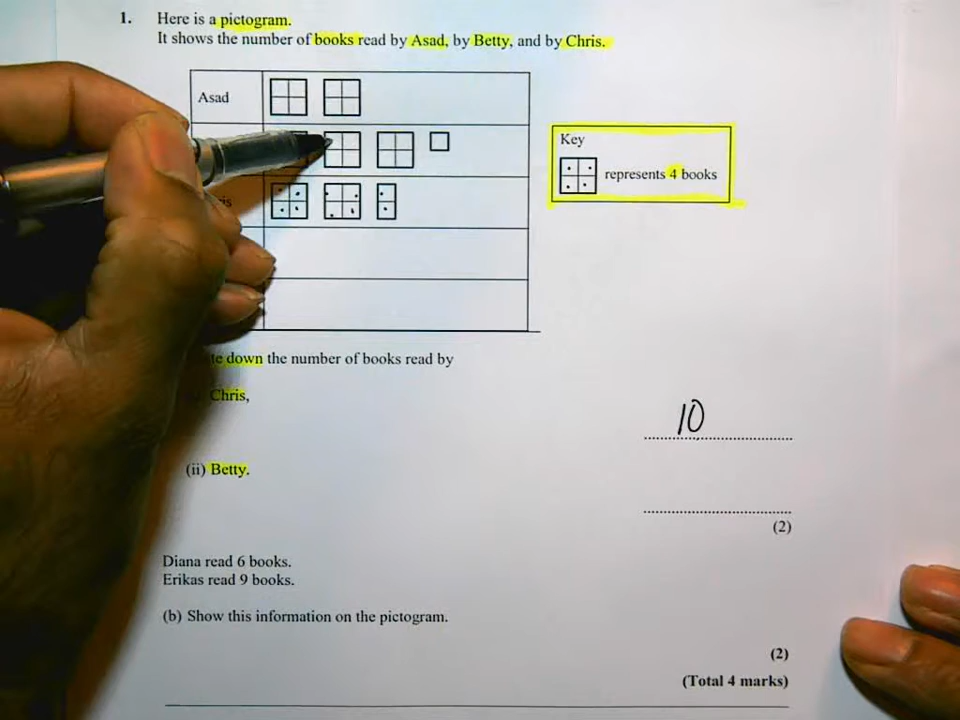 1. Here is a pictogram.
It shows the number of books read by Asad, by Betty, and by Chris.
Asad
Key
represents 4 books
down the number of books read by
Chris,
10
(ii) Betty.
(2)
Diana read 6 books.
Erikas read 9 books.
(b) Show this information on the pictogram.
(2)
(Total 4 marks)